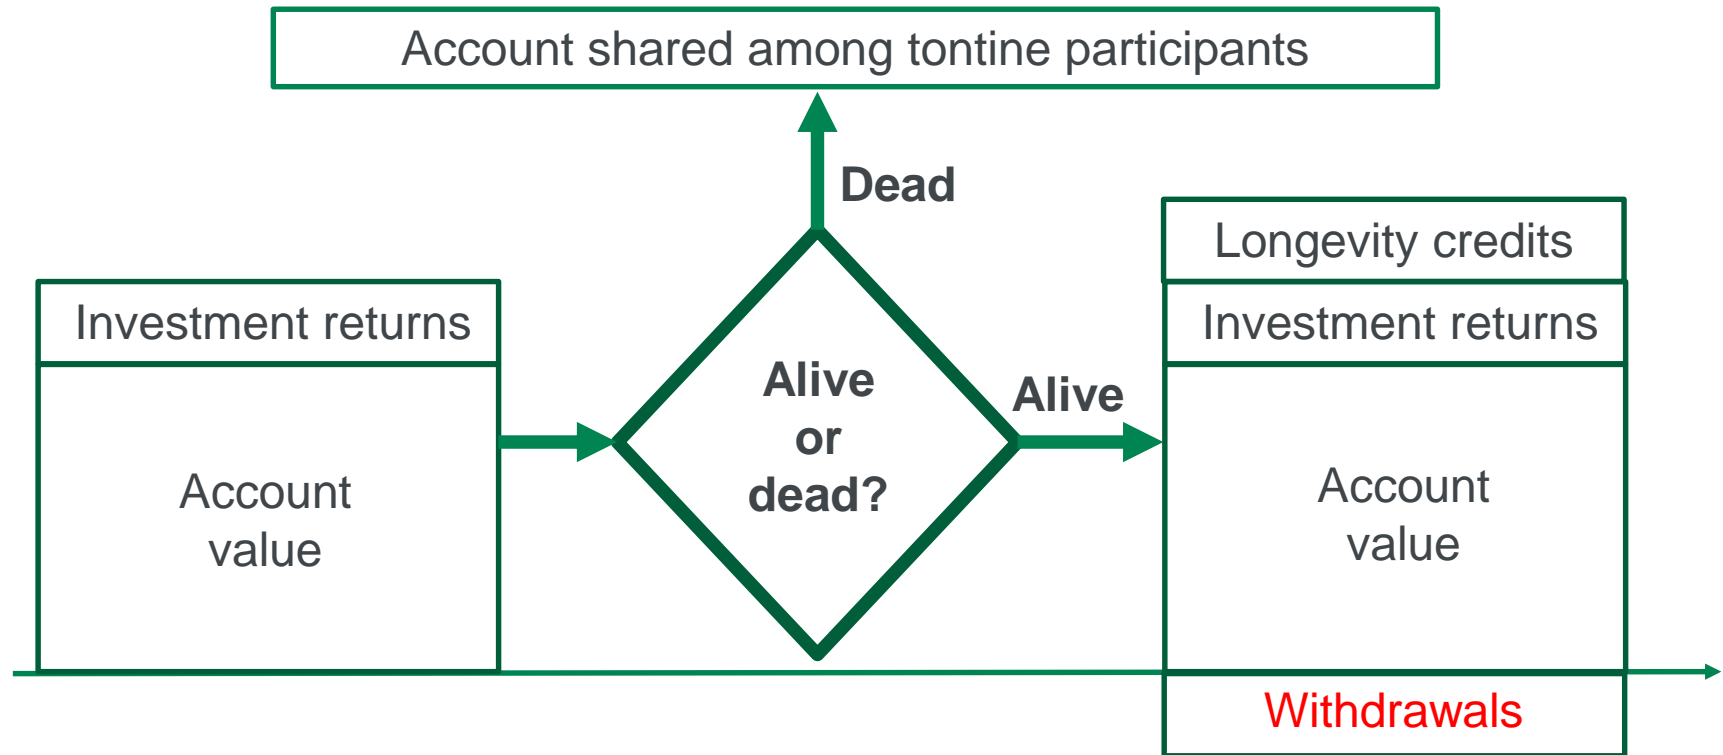 Account shared among tontine participants
Dead
Longevity credits
Investment returns
Investment returns
Alive
or
dead?
Alive
Account
value
Account
value
Withdrawals